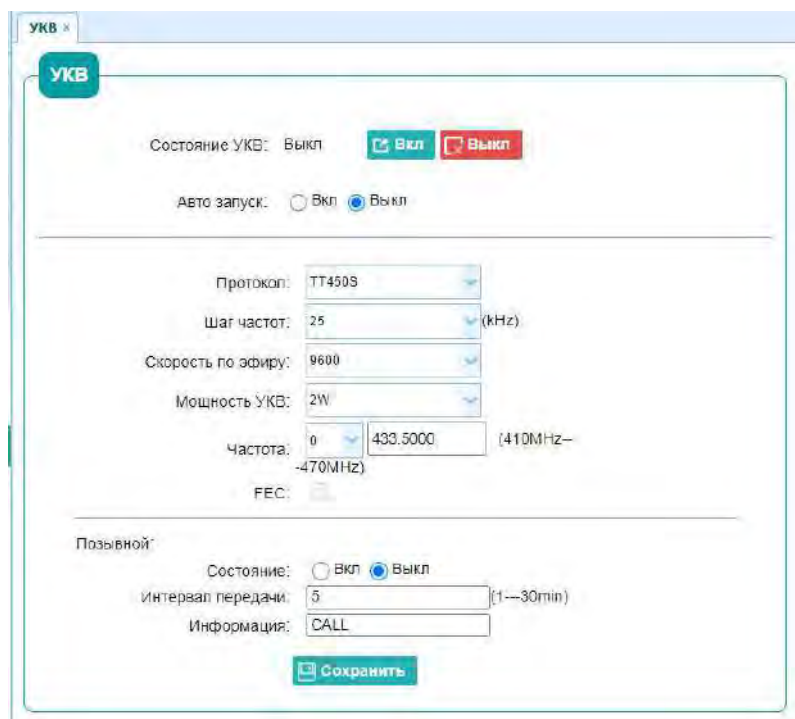 УКВ ×
УКВ
Состояние УКВ: Выкл Вкл Выкл
Авто запуск: Вкл Выкл
Протокол: TT450S
Шаг частот: 25 (kHz)
Скорость по эфиру: 9600
Мощность УКВ: 2W
Частота: 0 433.5000 (410MHz--
-470MHz)
FEC:
Позывной:
Состояние: Вкл Выкл
Интервал передачи: 5 (1---30min)
Информация: CALL
Сохранить